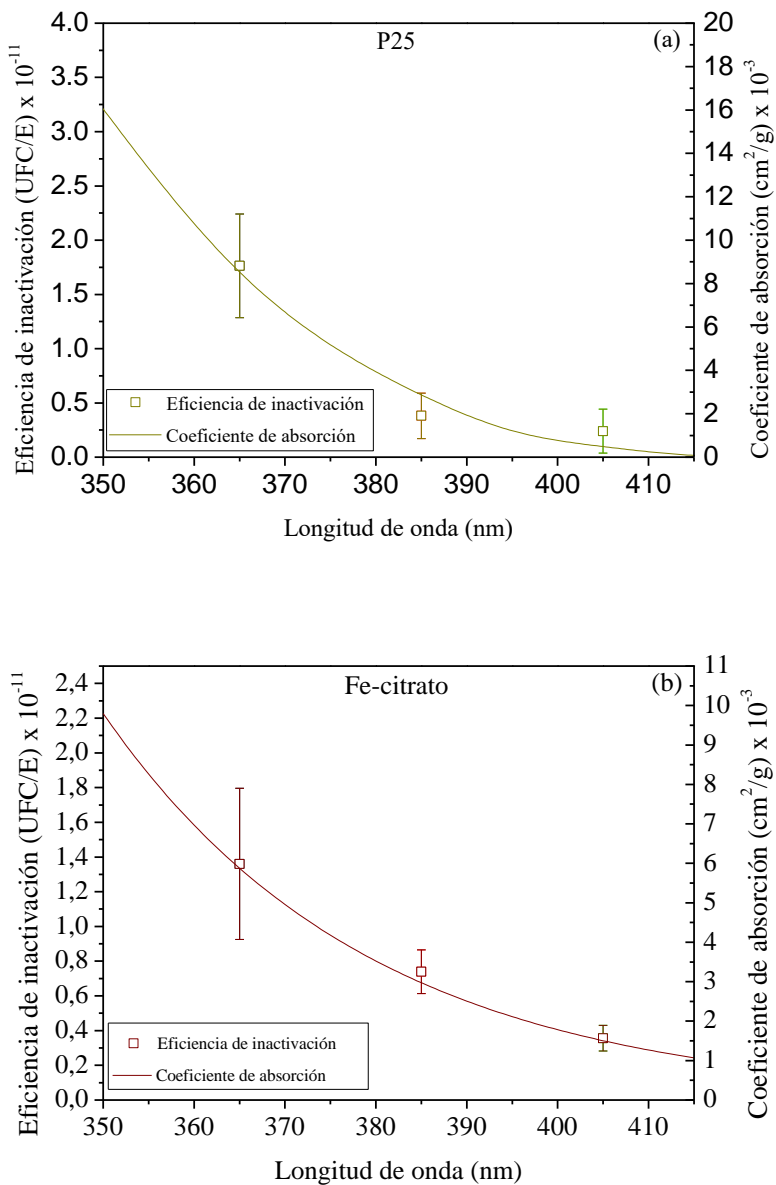 P25
(a)
Eficiencia de inactivación (UFC/E) x 10⁻¹¹
4.0
3.5
3.0
2.5
2.0
1.5
1.0
0.5
0.0
Coeficiente de absorción (cm²/g) x 10⁻³
20
18
16
14
12
10
8
6
4
2
0
Eficiencia de inactivación
Coeficiente de absorción
350 360 370 380 390 400 410
Longitud de onda (nm)
Fe-citrato
(b)
Eficiencia de inactivación (UFC/E) x 10⁻¹¹
2,4
2,2
2,0
1,8
1,6
1,4
1,2
1,0
0,8
0,6
0,4
0,2
0,0
Coeficiente de absorción (cm²/g) x 10⁻³
11
10
9
8
7
6
5
4
3
2
1
0
Eficiencia de inactivación
Coeficiente de absorción
350 360 370 380 390 400 410
Longitud de onda (nm)